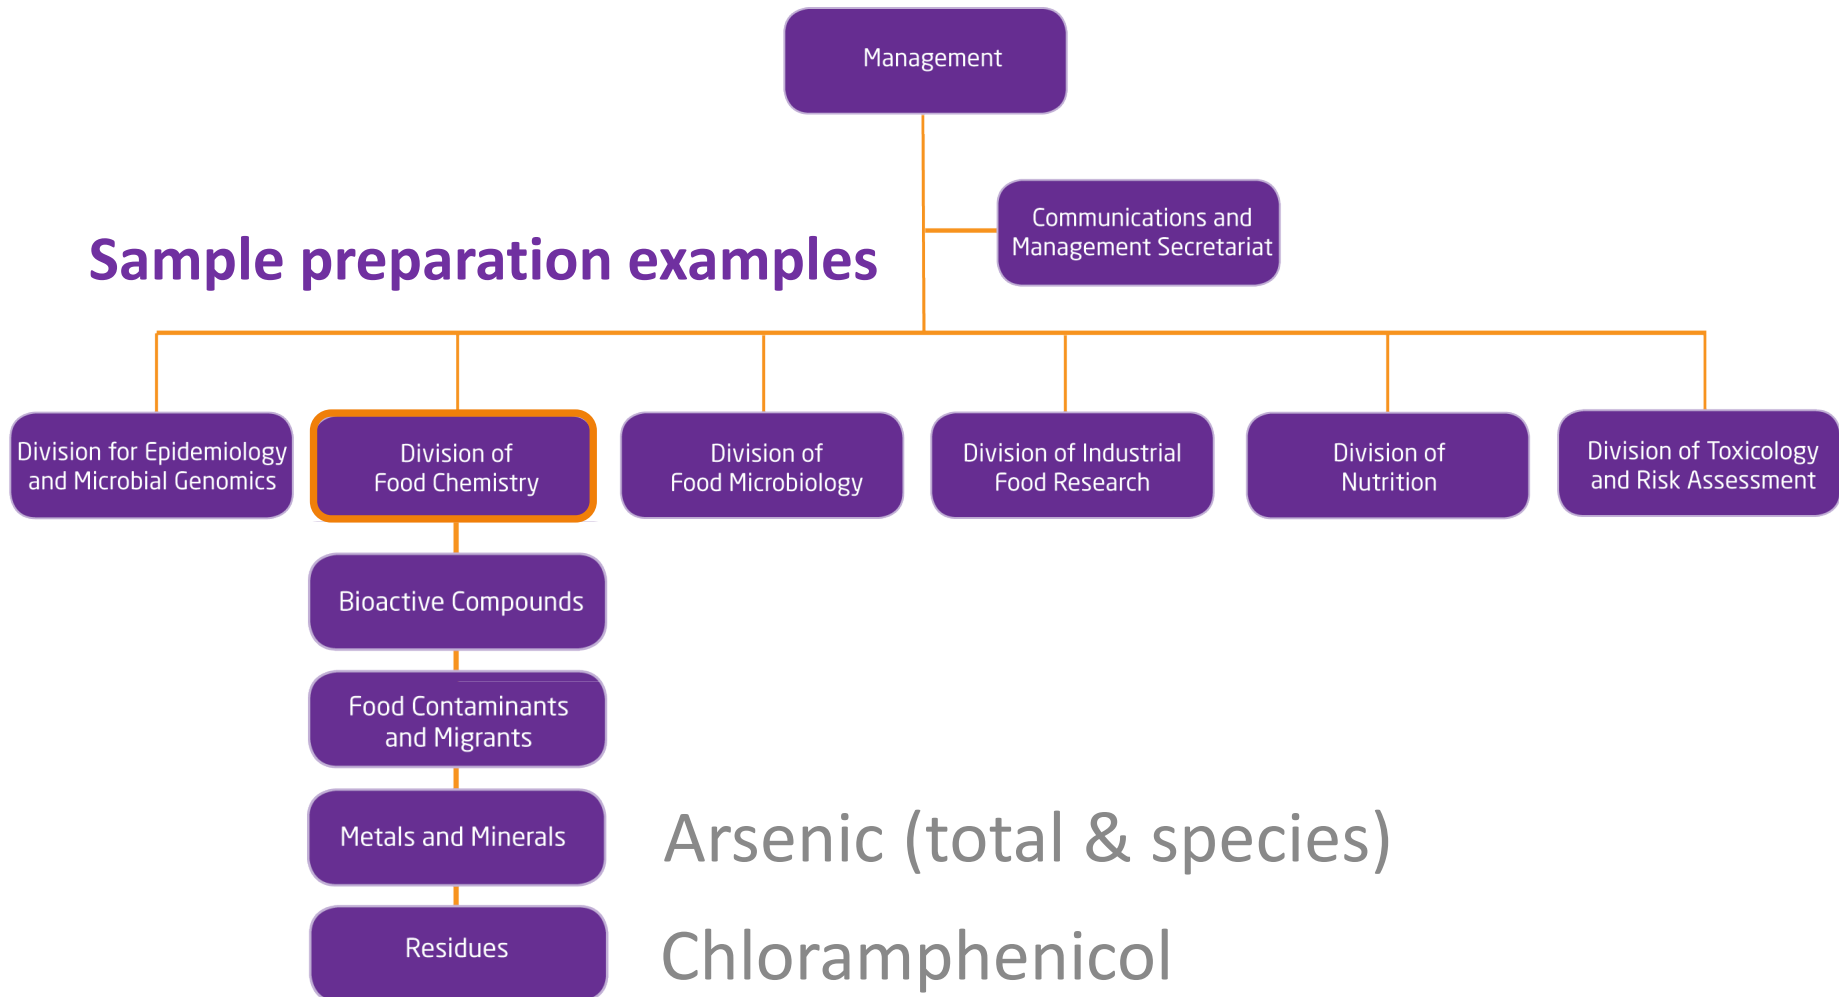 Management
Communications and
Management Secretariat
Sample preparation examples
Division for Epidemiology
and Microbial Genomics
Division of
Food Chemistry
Division of
Food Microbiology
Division of Industrial
Food Research
Division of
Nutrition
Division of Toxicology
and Risk Assessment
Bioactive Compounds
Food Contaminants
and Migrants
Metals and Minerals
Arsenic (total & species)
Residues
Chloramphenicol